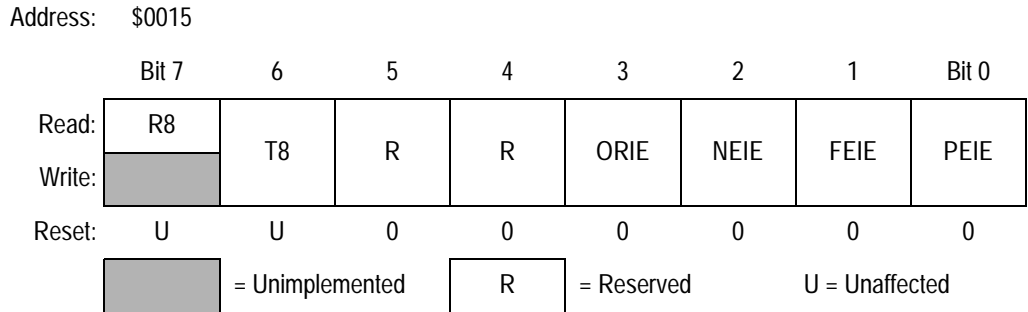 Address: $0015
Bit 7 6 5 4 3 2 1 Bit 0
Read: R8 T8 R R ORIE NEIE FEIE PEIE
Write:
Reset: U U 0 0 0 0 0 0
= Unimplemented R = Reserved U = Unaffected